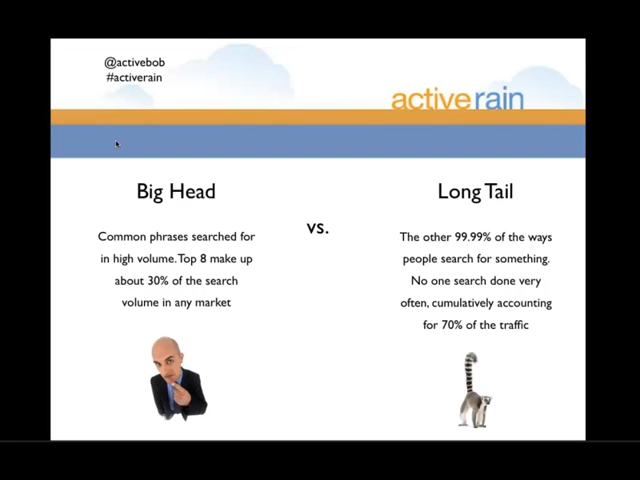 @activebob
#activerain
activerain
Big Head
vs.
Long Tail
Common phrases searched for
in high volume. Top 8 make up
about 30% of the search
volume in any market
The other 99.99% of the ways
people search for something.
No one search done very
often, cumulatively accounting
for 70% of the traffic